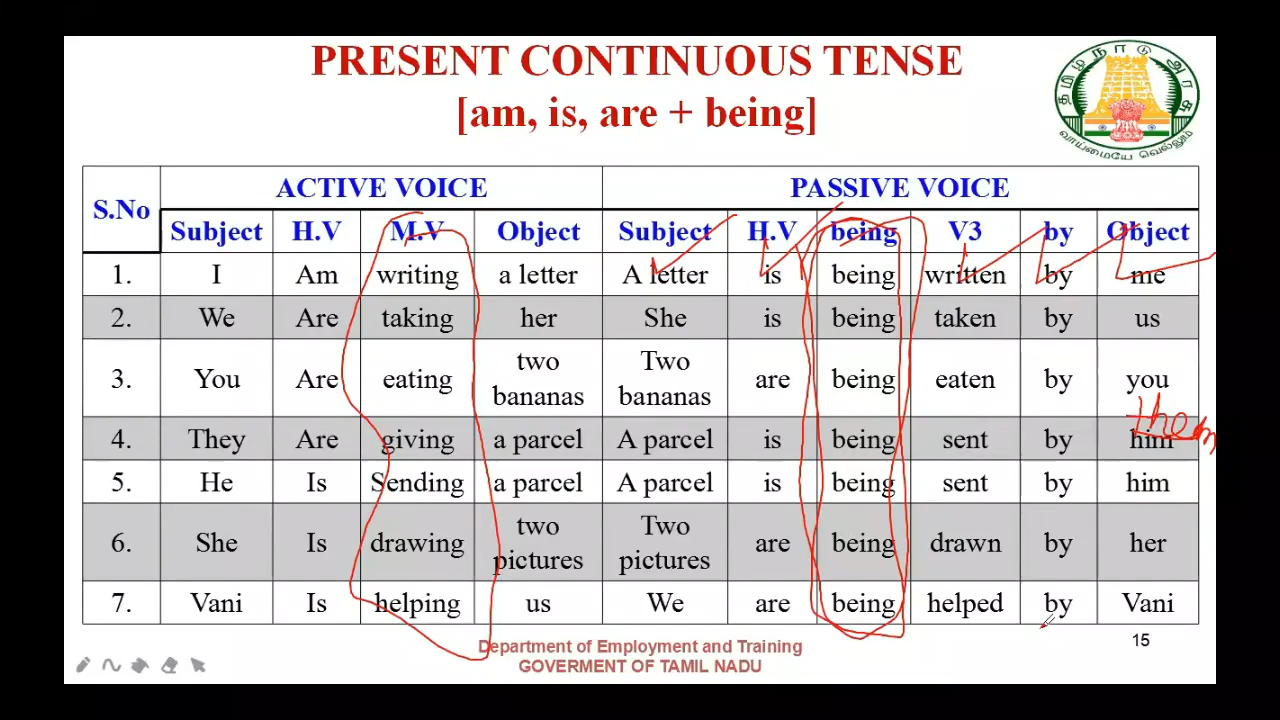 PRESENT CONTINUOUS TENSE
[am, is, are + being]
தமிழ்நாடு அரசு
வாய்மையே வெல்லும்
S.No ACTIVE VOICE PASSIVE VOICE
Subject H.V M.V Object Subject H.V being V3 by Object
1. I Am writing a letter A letter is being written by me
2. We Are taking her She is being taken by us
3. You Are eating two bananas Two bananas are being eaten by you
them
4. They Are giving a parcel A parcel is being sent by him
5. He Is Sending a parcel A parcel is being sent by him
6. She Is drawing two pictures Two pictures are being drawn by her
7. Vani Is helping us We are being helped by Vani
Department of Employment and Training
GOVERMENT OF TAMIL NADU
15